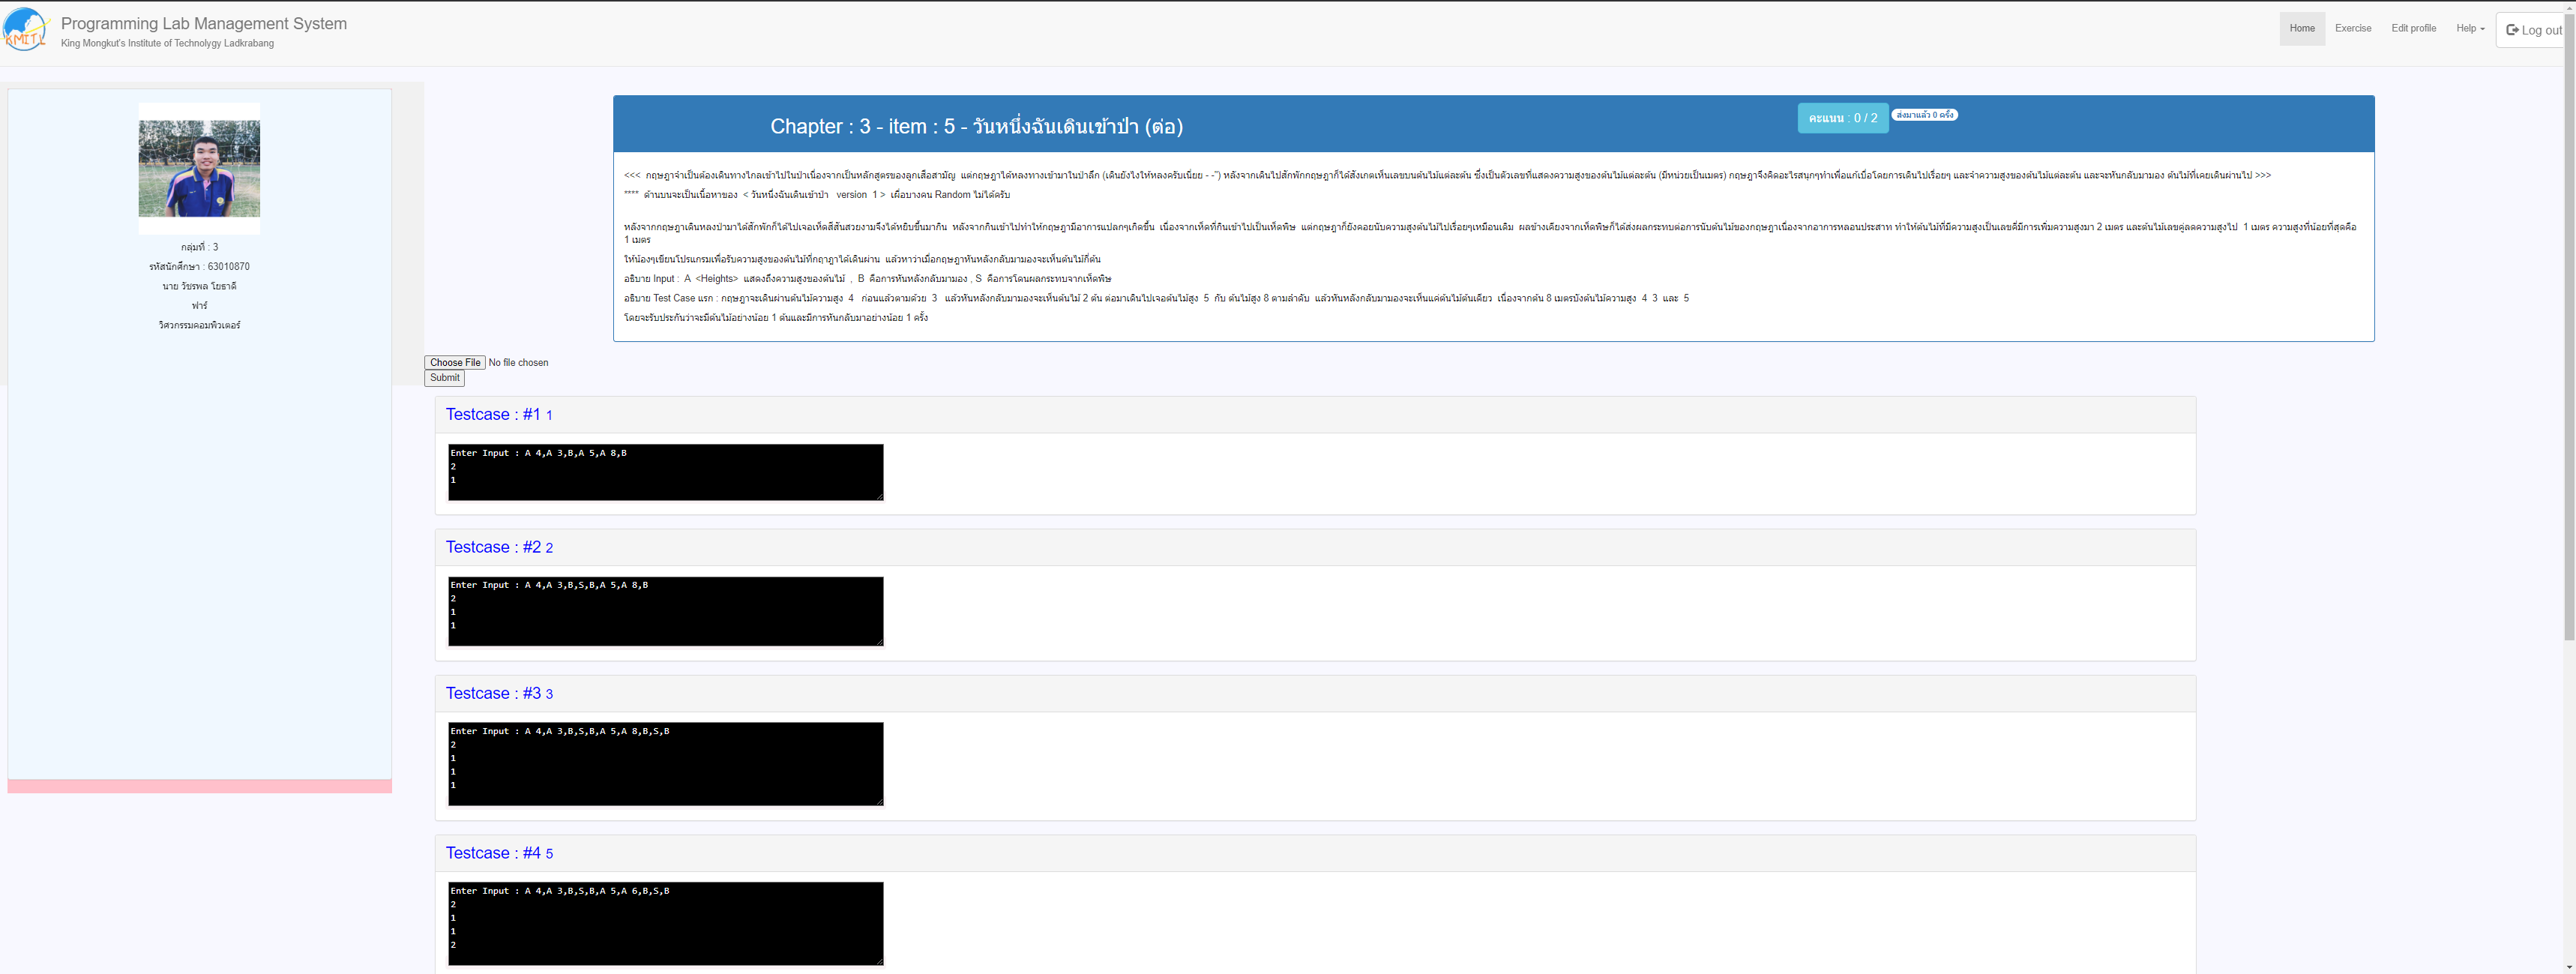 Programming Lab Management System
King Mongkut's Institute of Technolygy Ladkrabang
Home
Exercise
Edit profile
Help
Log out
KMITL
กลุ่มที่ : 3
รหัสนักศึกษา : 63010870
นาย วัชรพล โยธาดี
ฟาร์
วิศวกรรมคอมพิวเตอร์
Chapter : 3 - item : 5 - วันหนึ่งฉันเดินเข้าป่า (ต่อ)
คะแนน : 0 / 2
ส่งมาแล้ว 0 ครั้ง
<<< กฤษฎาจำเป็นต้องเดินทางไกลเข้าไปในป่าเนื่องจากเป็นหลักสูตรของลูกเสือสามัญ แต่กฤษฎาได้หลงทางเข้ามาในป่าลึก (เดินยังไงให้หลงครับเนี่ยย - -") หลังจากเดินไปสักพักกฤษฎาก็ได้สังเกตเห็นเลขบนต้นไม้แต่ละต้น ซึ่งเป็นตัวเลขที่แสดงความสูงของต้นไม้แต่ละต้น (มีหน่วยเป็นเมตร) กฤษฎาจึงคิดอะไรสนุกๆทำเพื่อแก้เบื่อโดยการเดินไปเรื่อยๆ และจำความสูงของต้นไม้แต่ละต้น และจะหันกลับมามอง ต้นไม้ที่เคยเดินผ่านไป >>>
**** ด้านบนจะเป็นเนื้อหาของ < วันหนึ่งฉันเดินเข้าป่า version 1 > เผื่อบางคน Random ไม่ได้ครับ
หลังจากกฤษฎาเดินหลงป่ามาได้สักพักก็ได้ไปเจอเห็ดสีสันสวยงามจึงได้หยิบขึ้นมากิน หลังจากกินเข้าไปทำให้กฤษฎามีอาการแปลกๆเกิดขึ้น เนื่องจากเห็ดที่กินเข้าไปเป็นเห็ดพิษ แต่กฤษฎาก็ยังคอยนับความสูงต้นไม้ไปเรื่อยๆเหมือนเดิม ผลข้างเคียงจากเห็ดพิษก็ได้ส่งผลกระทบต่อการนับต้นไม้ของกฤษฎาเนื่องจากอาการหลอนประสาท ทำให้ต้นไม้ที่มีความสูงเป็นเลขคี่มีการเพิ่มความสูงมา 2 เมตร และต้นไม้เลขคู่ลดความสูงไป 1 เมตร ความสูงที่น้อยที่สุดคือ
1 เมตร
ให้น้องๆเขียนโปรแกรมเพื่อรับความสูงของต้นไม้ที่กฤาฎาได้เดินผ่าน แล้วหาว่าเมื่อกฤษฎาหันหลังกลับมามองจะเห็นต้นไม้กี่ต้น
อธิบาย Input : A <Heights> แสดงถึงความสูงของต้นไม้ , B คือการหันหลังกลับมามอง , S คือการโดนผลกระทบจากเห็ดพิษ
อธิบาย Test Case แรก : กฤษฎาจะเดินผ่านต้นไม้ความสูง 4 ก่อนแล้วตามด้วย 3 แล้วหันหลังกลับมามองจะเห็นต้นไม้ 2 ต้น ต่อมาเดินไปเจอต้นไม้สูง 5 กับ ต้นไม้สูง 8 ตามลำดับ แล้วหันหลังกลับมามองจะเห็นแค่ต้นไม้ต้นเดียว เนื่องจากต้น 8 เมตรบังต้นไม้ความสูง 4 3 และ 5
โดยจะรับประกันว่าจะมีต้นไม้อย่างน้อย 1 ต้นและมีการหันกลับมาอย่างน้อย 1 ครั้ง
Choose File No file chosen
Submit
Testcase : #1 1
Enter Input : A 4,A 3,B,A 5,A 8,B
2
1
Testcase : #2 2
Enter Input : A 4,A 3,B,S,B,A 5,A 8,B
2
1
1
Testcase : #3 3
Enter Input : A 4,A 3,B,S,B,A 5,A 8,B,S,B
2
1
1
1
Testcase : #4 5
Enter Input : A 4,A 3,B,S,B,A 5,A 6,B,S,B
2
1
1
2